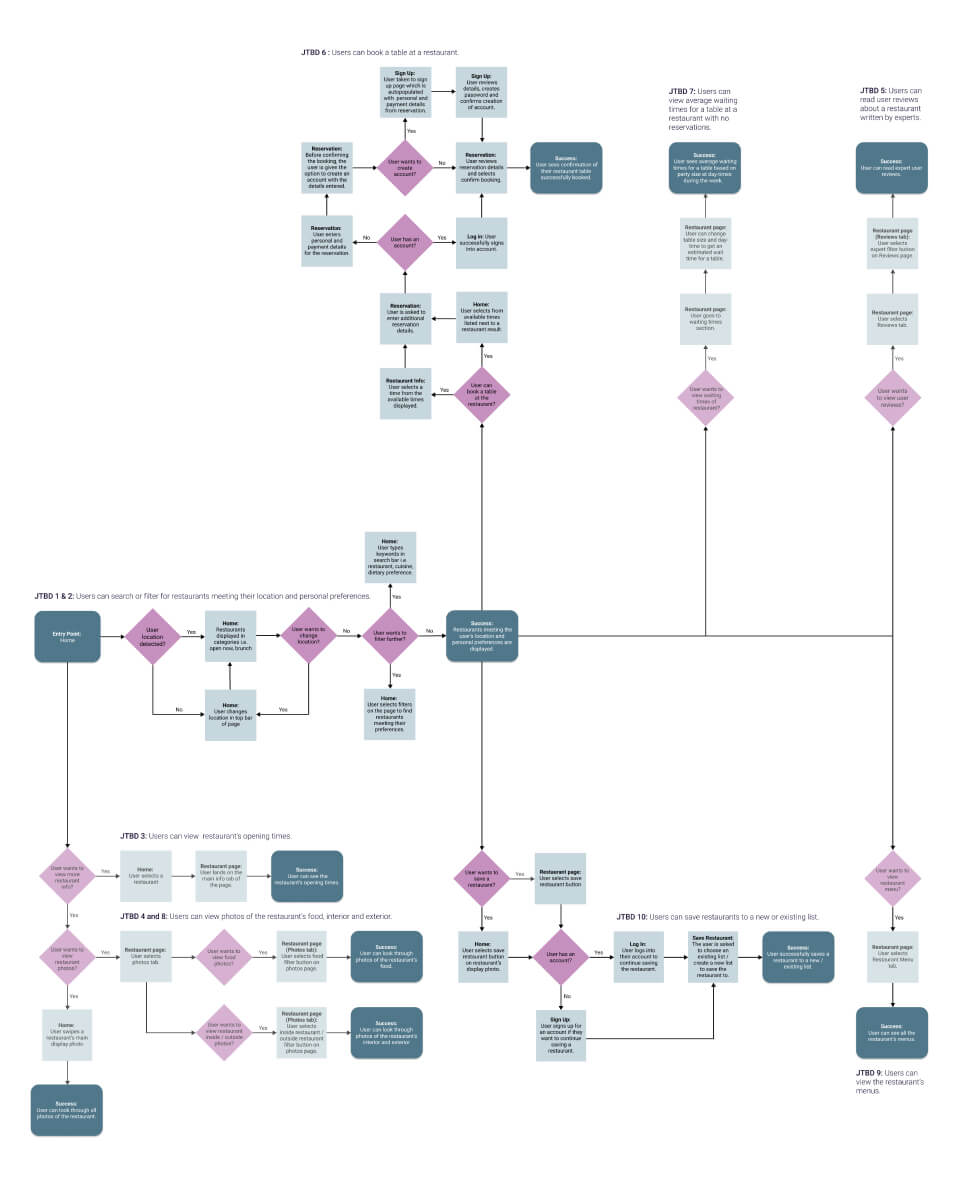 JTBD 6 : Users can book a table at a restaurant.
Sign Up:
User taken to sign
up page which is
autopopulated
with personal and
payment details
from reservation.
Sign Up:
User reviews
details, creates
password and
confirms creation
of account.
Yes
Reservation:
Before confirming
the booking, the
user is given the
option to create an
account with the
details entered.
User wants to
create
account?
No
Reservation:
User reviews
reservation details
and selects
confirm booking.
Success:
User sees confirmation of
their restaurant table
successfully booked.
Reservation:
User enters
personal and
payment details
for the reservation.
No
User has an
account?
Yes
Log in: User
successfully signs
into account.
Reservation:
User is asked to
enter additional
reservation
details.
Home:
User selects from
available times
listed next to a
restaurant result.
Yes
Restaurant Info:
User selects a
time from the
available times
displayed.
Yes
User can
book a table
at the
restaurant?
JTBD 7: Users can
view average waiting
times for a table at a
restaurant with no
reservations.
Success:
User sees average waiting
times for a table based on
party size at day-times
during the week.
Restaurant page:
User can change
table size and day-
time to get an
estimated wait
time for a table.
Restaurant page:
User goes to
waiting times
section.
Yes
User wants to
view waiting
times of
restaurant?
JTBD 5: Users can
read user reviews
about a restaurant
written by experts.
Success:
User can read expert user
reviews.
Restaurant page
(Reviews tab):
User selects
expert filter button
on Reviews page.
Restaurant page:
User selects
Reviews tab.
Yes
User wants
to view user
reviews?
Home:
User types
keywords in
search bar i.e.
restaurant, cuisine,
dietary preference.
Yes
JTBD 1 & 2: Users can search or filter for restaurants meeting their location and personal preferences.
Entry Point:
Home
User
location
detected?
Yes
Home:
Restaurants
displayed in
categories i.e.
open now, brunch
User wants to
change
location?
No
User wants to
filter further?
No
Success:
Restaurants meeting the
user's location and
personal preferences are
displayed.
No
Home:
User changes
location in top bar
of page
Yes
Yes
Home:
User selects filters
on the page to find
restaurants
meeting their
preferences.
JTBD 3: Users can view restaurant's opening times.
User wants to
view more
restaurant
info?
Yes
Home:
User selects a
restaurant
Restaurant page:
User lands on the
main info tab of
the page.
Success:
User can see the
restaurant's opening times.
Yes
JTBD 4 and 8: Users can view photos of the restaurant's food, interior and exterior.
User wants to
view
restaurant
photos?
Yes
Restaurant page:
User selects
photos tab.
User wants to
view food
photos?
Yes
Restaurant page
(Photos tab):
User selects food
filter button on
photos page.
Success:
User can look through
photos of the restaurant's
food.
Yes
Home:
User swipes a
restaurant's main
display photo
User wants to
view restaurant
inside / outside
photos?
Yes
Restaurant page
(Photos tab):
User selects
inside restaurant /
outside restaurant
filter button on
photos page.
Success:
User can look through
photos of the restaurant's
interior and exterior
Success:
User can look through all
photos of the restaurant.
User wants to
save a
restaurant?
Yes
Restaurant page:
User selects save
restaurant button
Yes
Home:
User selects save
restaurant button
on restaurant's
display photo.
User has an
account?
Yes
JTBD 10: Users can save restaurants to a new or existing list.
Log In:
User logs into
their account to
continue saving
the restaurant.
Save Restaurant:
The user is asked
to choose an
existing list /
create a new list
to save the
restaurant to.
Success:
User successfully saves a
restaurant to a new /
existing list.
No
Sign Up:
User signs up for
an account if they
want to continue
saving a
restaurant.
User wants to
view
restaurant
menu?
Yes
Restaurant page:
User selects
Restaurant Menu
tab.
Success:
User can see all the
restaurant's menus.
JTBD 9: Users can
view the restaurant's
menus.